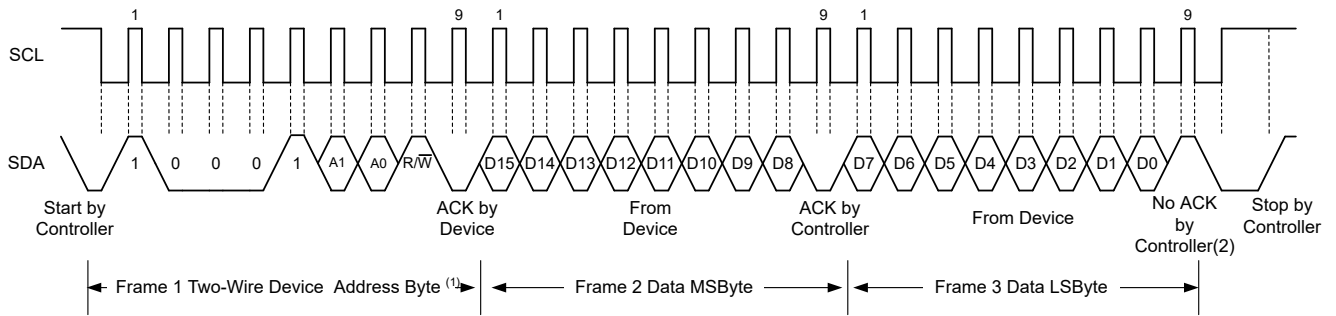 1 9 1 9 1 9
SCL
SDA
1 0 0 0 1 A1 A0 R/W̅ D15 D14 D13 D12 D11 D10 D9 D8 D7 D6 D5 D4 D3 D2 D1 D0
Start by
Controller
ACK by
Device
From
Device
ACK by
Controller
From Device
No ACK
by
Controller(2)
Stop by
Controller
Frame 1 Two-Wire Device Address Byte (1)
Frame 2 Data MSByte
Frame 3 Data LSByte